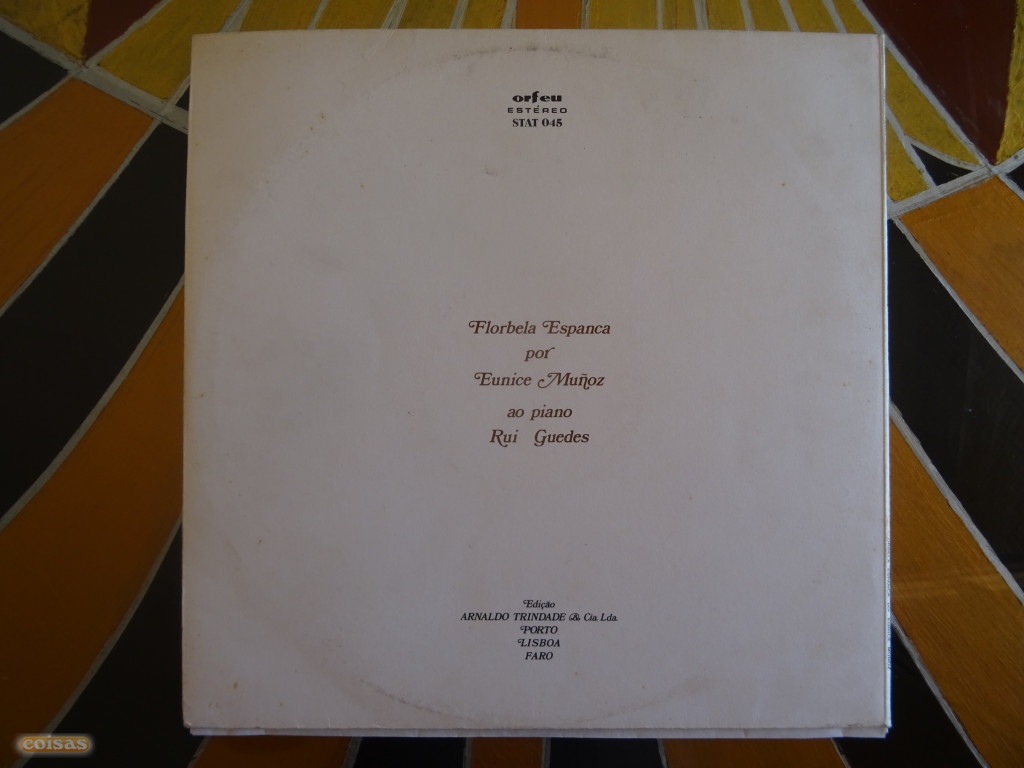 orfeu
ESTÉREO
STAT 045
Florbela Espanca
por
Eunice Muñoz
ao piano
Rui Guedes
Edição
ARNALDO TRINDADE & Cia. Lda.
PORTO
LISBOA
FARO
coisas